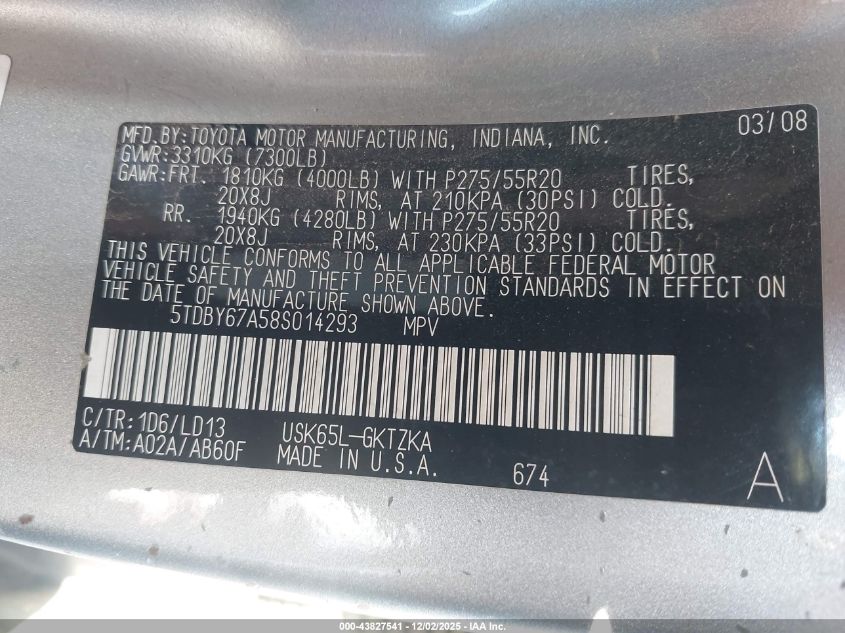 MFD. BY: TOYOTA MOTOR MANUFACTURING, INDIANA, INC. 03/08
GVWR: 3310KG (7300LB)
GAWR: FRT. 1810KG (4000LB) WITH P275/55R20 TIRES,
20X8J RIMS, AT 210KPA (30PSI) COLD.
RR. 1940KG (4280LB) WITH P275/55R20 TIRES,
20X8J RIMS, AT 230KPA (33PSI) COLD.
THIS VEHICLE CONFORMS TO ALL APPLICABLE FEDERAL MOTOR
VEHICLE SAFETY AND THEFT PREVENTION STANDARDS IN EFFECT ON
THE DATE OF MANUFACTURE SHOWN ABOVE.
5TDBY67A58S014293 MPV
C/TR: 1D6/LD13 USK65L-GKTZKA
A/TM: A02A/AB60F MADE IN U.S.A. 674 A
000-43827541 - 12/02/2025 - IAA Inc.